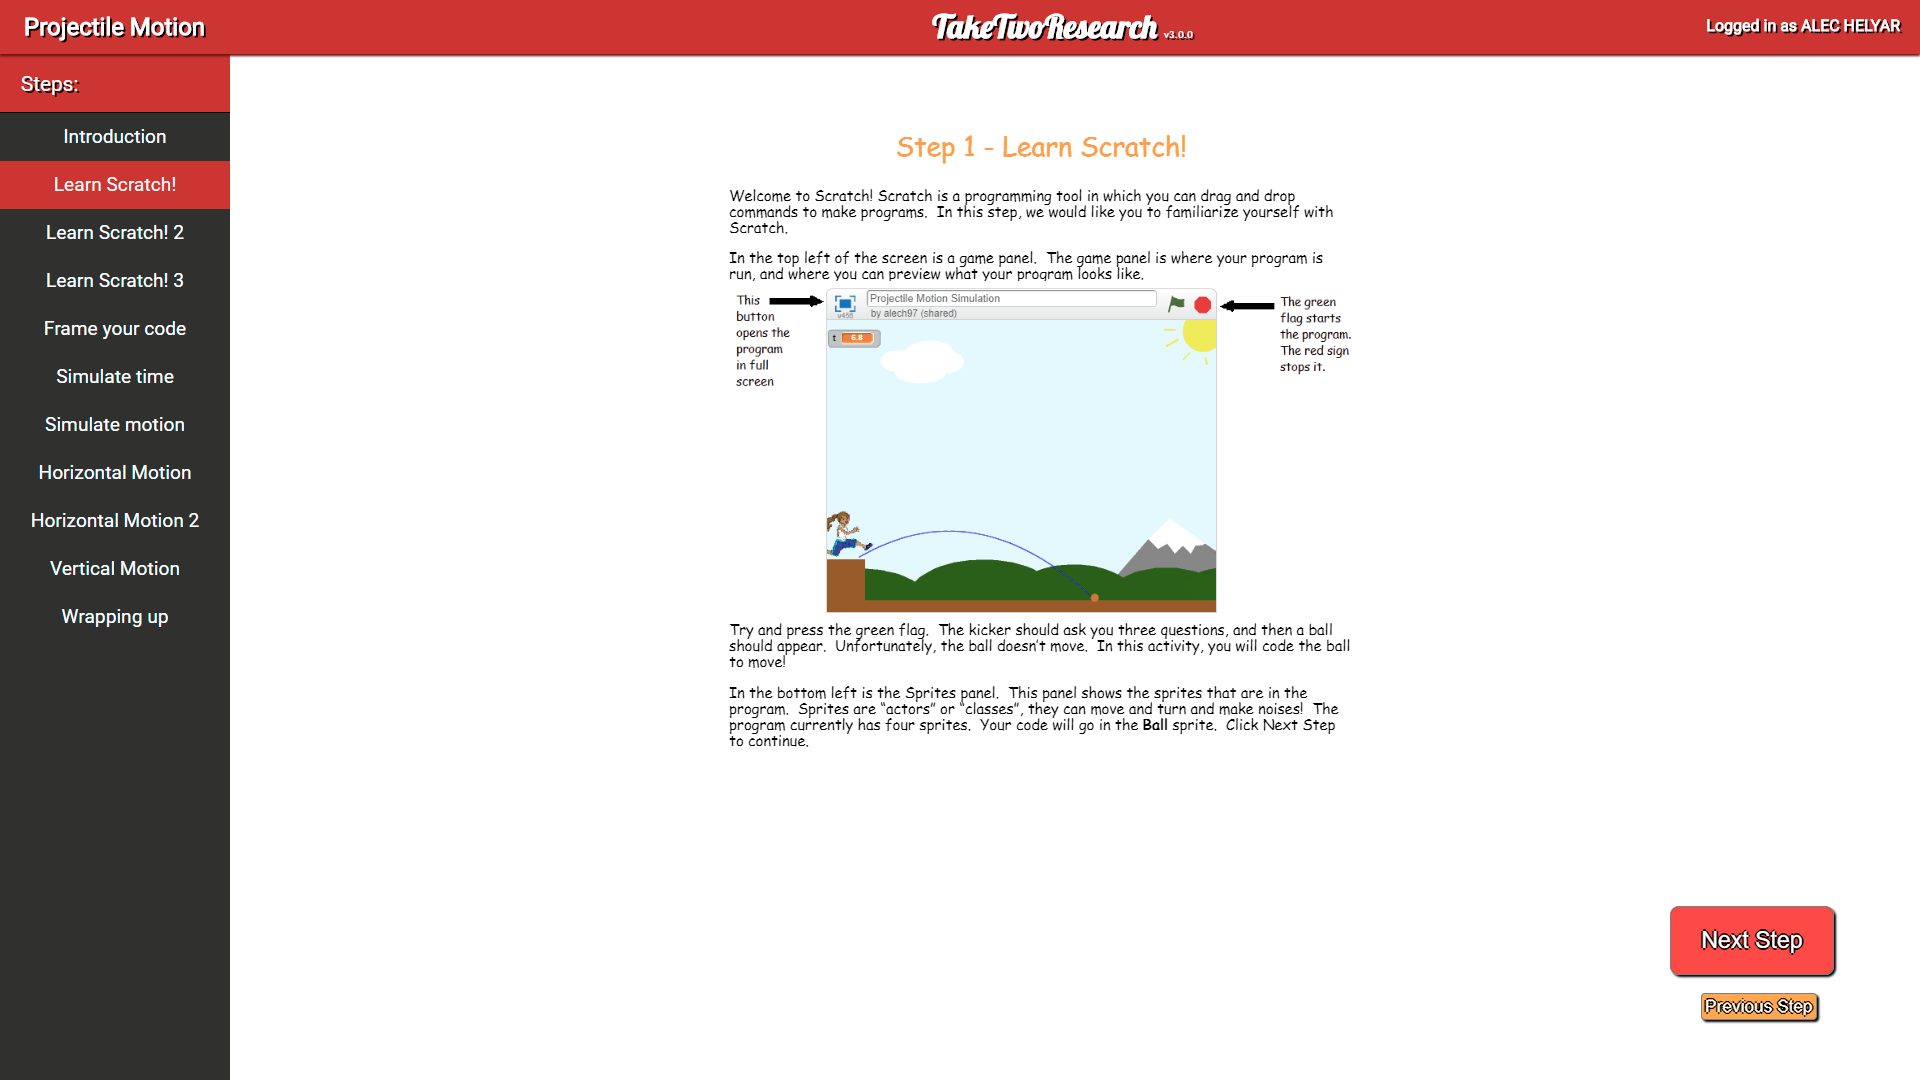 Projectile Motion
TakeTwoResearch v3.0.0
Logged in as ALEC HELYAR
Steps:
Introduction
Learn Scratch!
Learn Scratch! 2
Learn Scratch! 3
Frame your code
Simulate time
Simulate motion
Horizontal Motion
Horizontal Motion 2
Vertical Motion
Wrapping up
Step 1 - Learn Scratch!
Welcome to Scratch! Scratch is a programming tool in which you can drag and drop
commands to make programs. In this step, we would like you to familiarize yourself with
Scratch.
In the top left of the screen is a game panel. The game panel is where your program is
run, and where you can preview what your program looks like.
This
button
opens the
program
in full
screen
Projectile Motion Simulation
by alech97 (shared)
v456
t 6.8
The green
flag starts
the program.
The red sign
stops it.
Try and press the green flag. The kicker should ask you three questions, and then a ball
should appear. Unfortunately, the ball doesn't move. In this activity, you will code the ball
to move!
In the bottom left is the Sprites panel. This panel shows the sprites that are in the
program. Sprites are “actors” or “classes”, they can move and turn and make noises! The
program currently has four sprites. Your code will go in the Ball sprite. Click Next Step
to continue.
Next Step
Previous Step